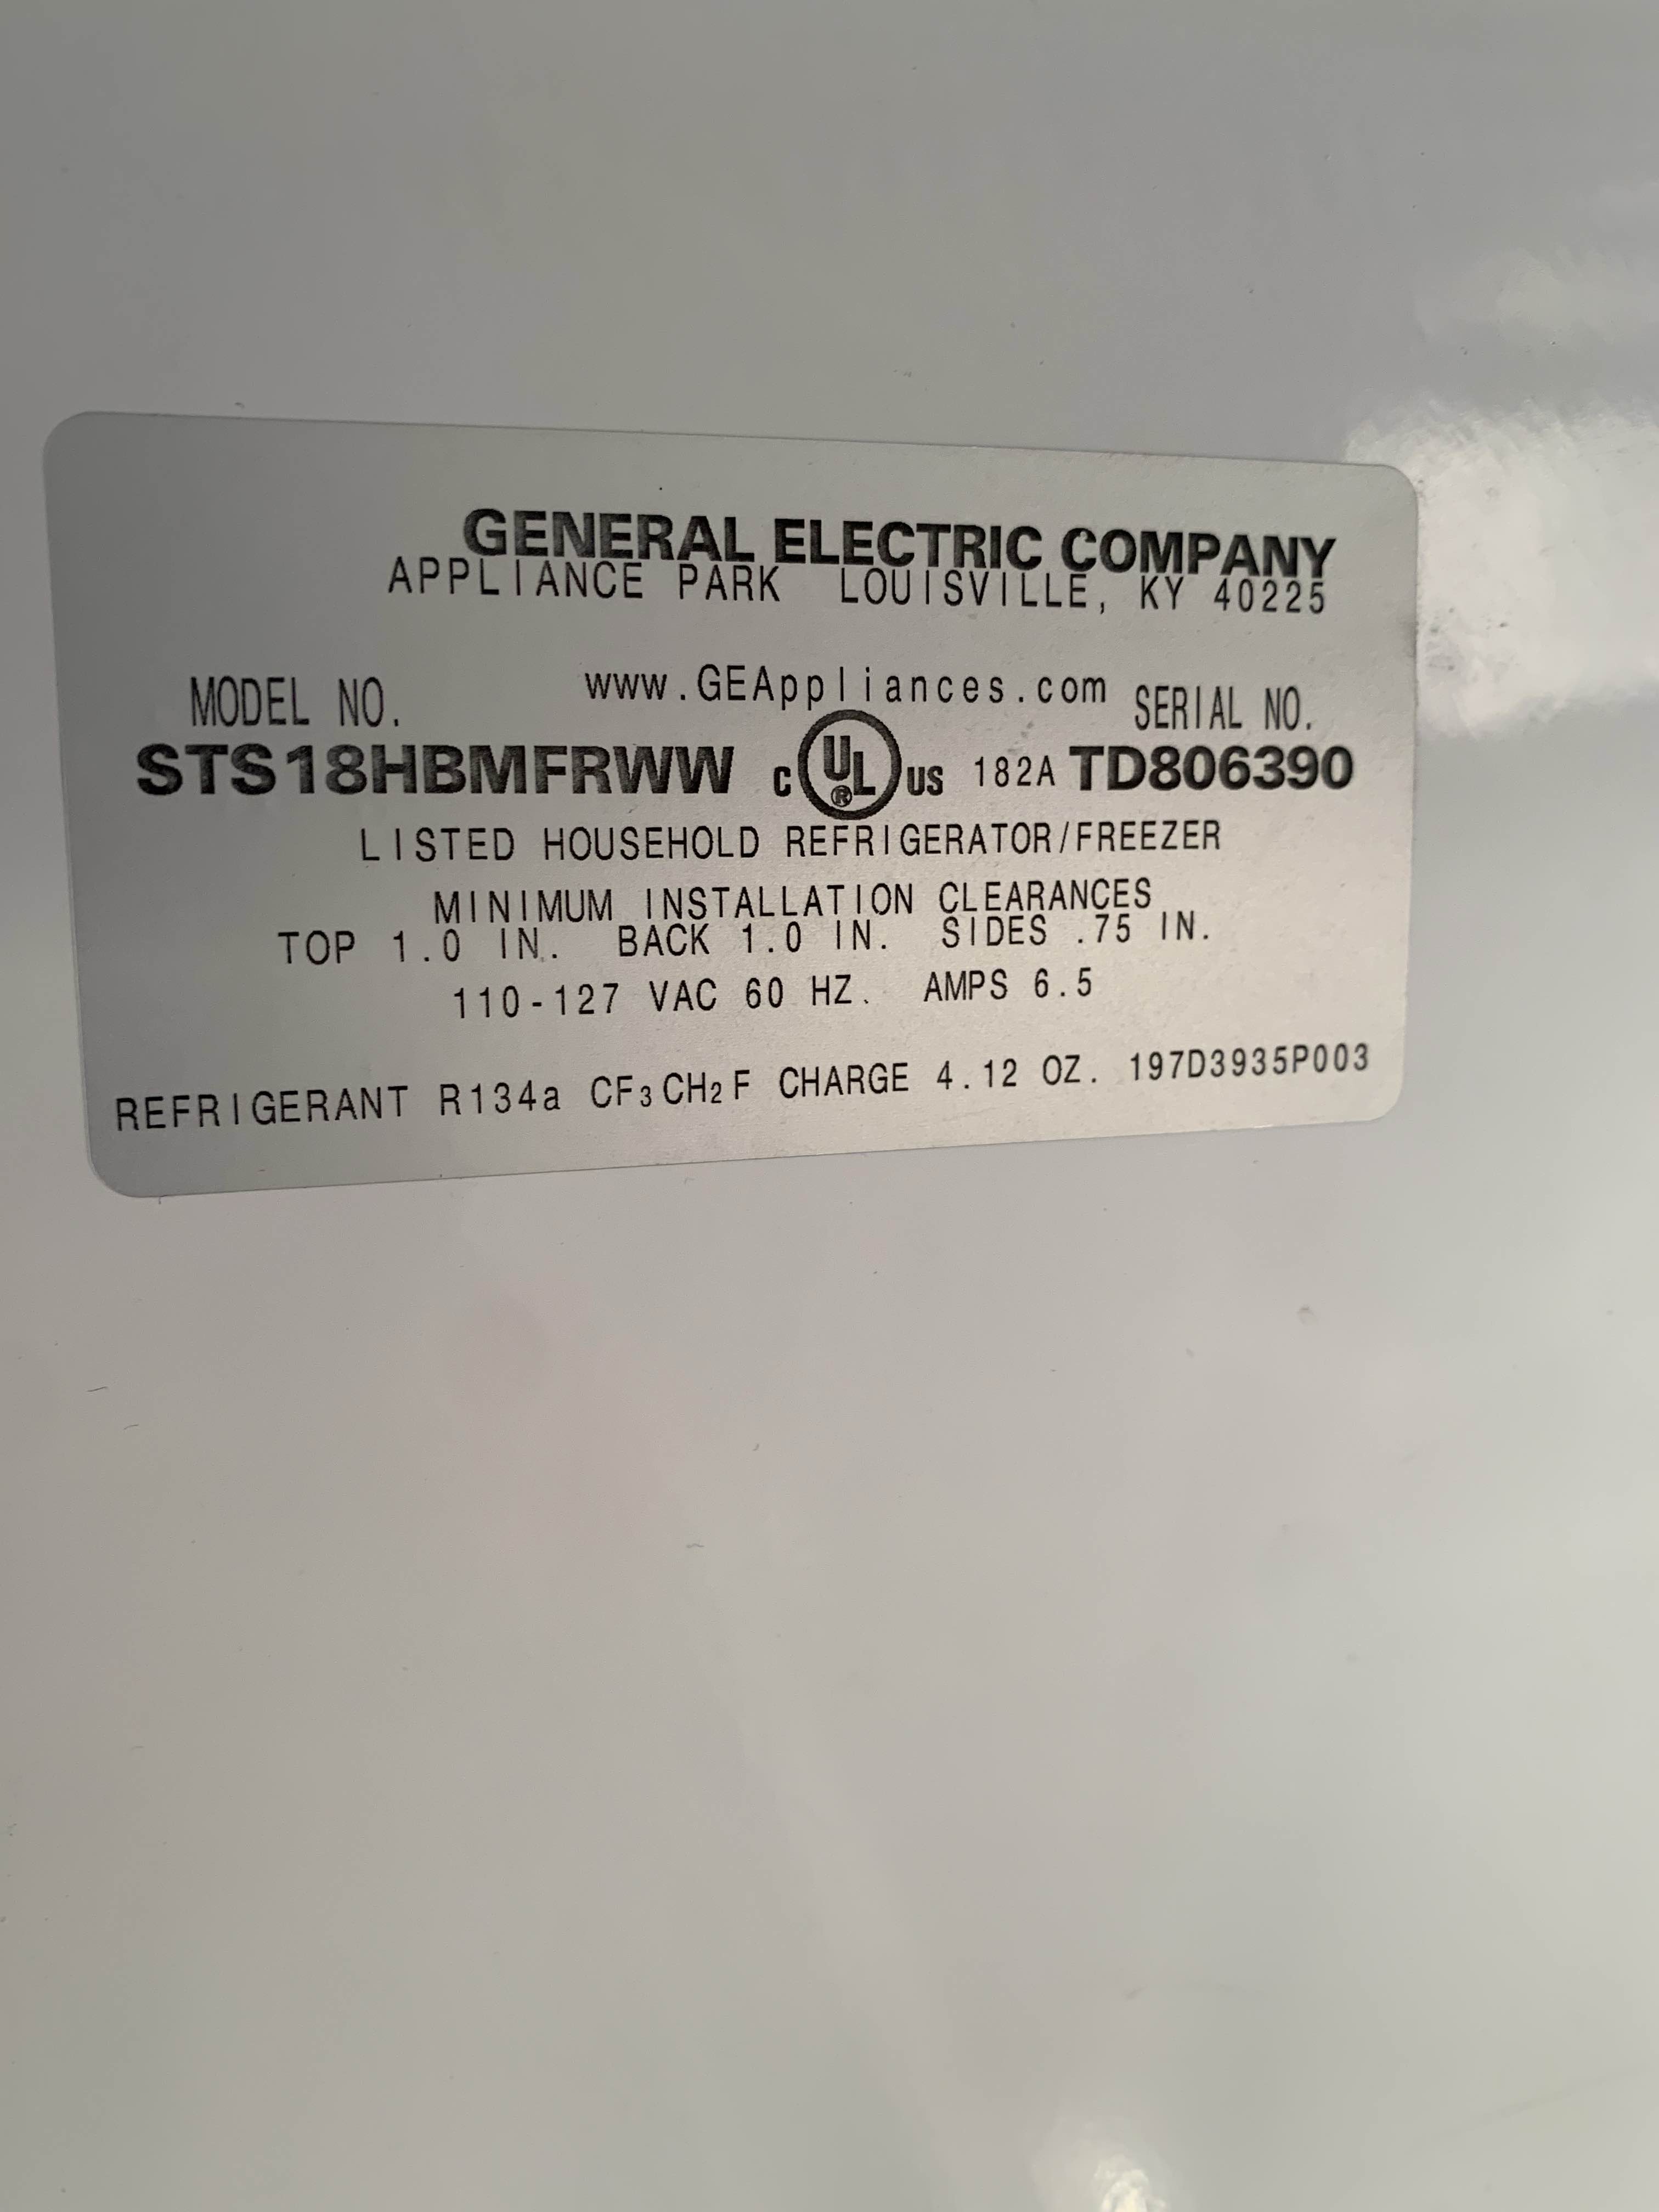 GENERAL ELECTRIC COMPANY
APPLIANCE PARK LOUISVILLE, KY 40225
www.GEAppliances.com
MODEL NO. SERIAL NO.
STS18HBMFRWW C UL® US 182A TD806390
LISTED HOUSEHOLD REFRIGERATOR/FREEZER
MINIMUM INSTALLATION CLEARANCES
TOP 1.0 IN. BACK 1.0 IN. SIDES .75 IN.
110-127 VAC 60 HZ. AMPS 6.5
REFRIGERANT R134a CF₃CH₂F CHARGE 4.12 OZ. 197D3935P003